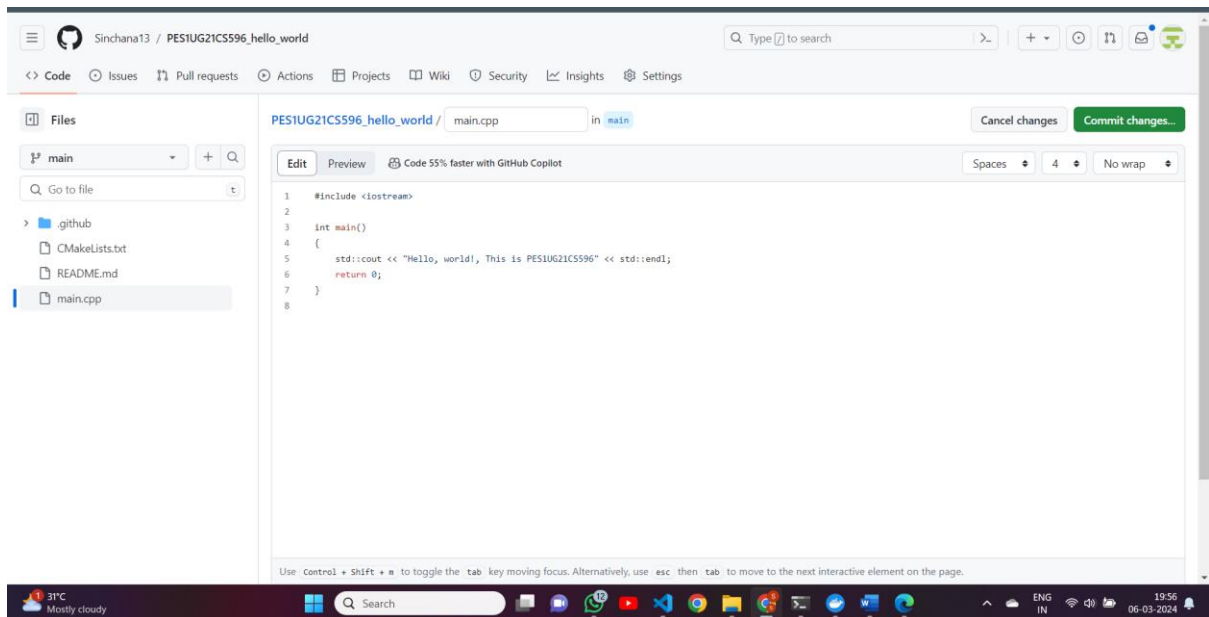 Sinchana13 / PES1UG21CS596_hello_world
Type / to search
Code Issues Pull requests Actions Projects Wiki Security Insights Settings
Files
PES1UG21CS596_hello_world / main.cpp in main
Cancel changes Commit changes...
main
Edit Preview Code 55% faster with GitHub Copilot
Spaces 4 No wrap
Go to file t
.github
CMakeLists.txt
README.md
main.cpp
1 #include <iostream>
2
3 int main()
4 {
5 std::cout << "Hello, world!, This is PES1UG21CS596" << std::endl;
6 return 0;
7 }
8
Use Control + Shift + m to toggle the tab key moving focus. Alternatively, use esc then tab to move to the next interactive element on the page.
1
31°C
Mostly cloudy
Search
12
ENG
IN
19:56
06-03-2024